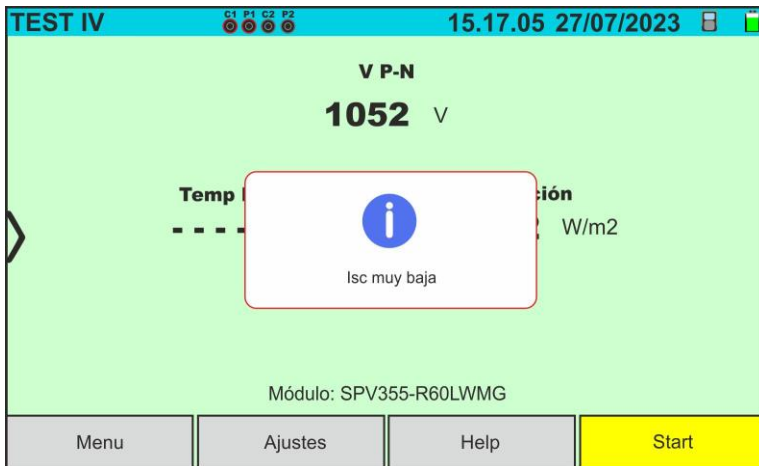 TEST IV C1 P1 C2 P2 15.17.05 27/07/2023
V P-N
1052 V
Temp ión
- - - - W/m2
i
Isc muy baja
Módulo: SPV355-R60LWMG
Menu Ajustes Help Start